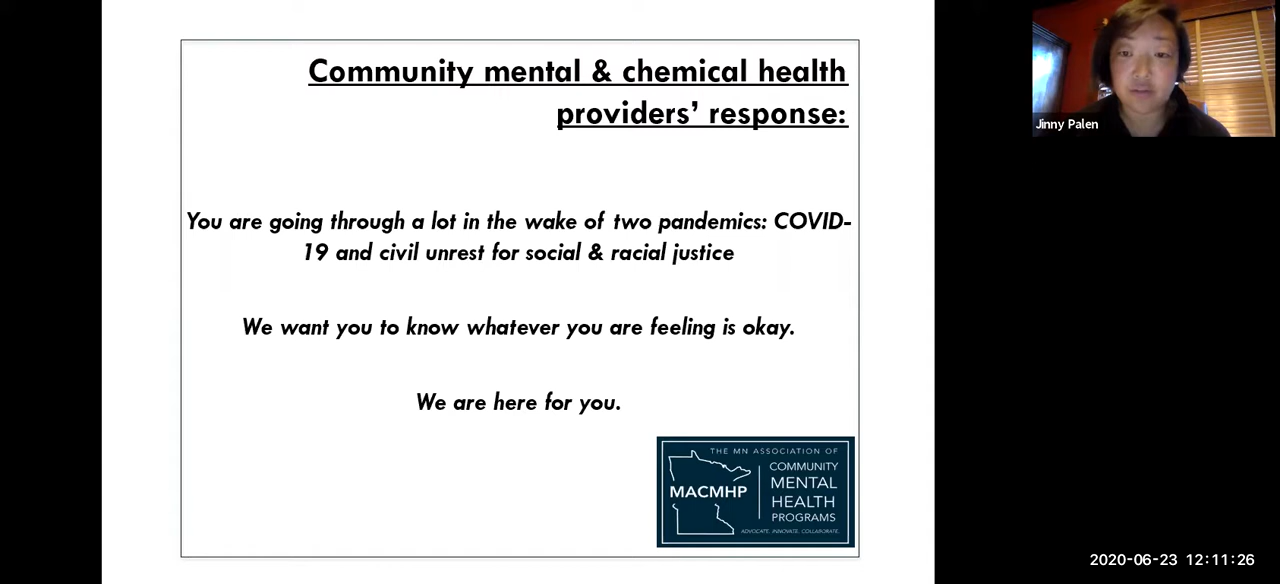 Community mental & chemical health
providers' response:
You are going through a lot in the wake of two pandemics: COVID-
19 and civil unrest for social & racial justice
We want you to know whatever you are feeling is okay.
We are here for you.
THE MN ASSOCIATION OF
COMMUNITY
MENTAL
HEALTH
PROGRAMS
MACMHP
ADVOCATE. INNOVATE. COLLABORATE.
Jinny Palen
2020-06-23 12:11:26